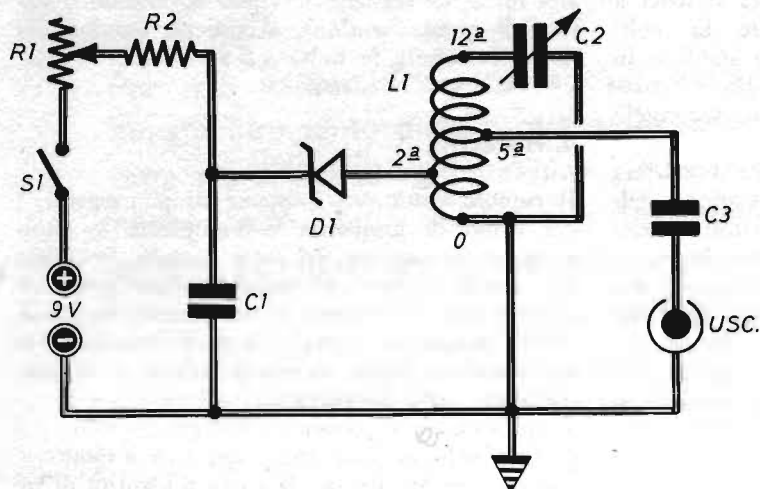 R1
R2
12ª
C2
L1
S1
2ª
5ª
D1
0
C3
+
9V
−
C1
USC.